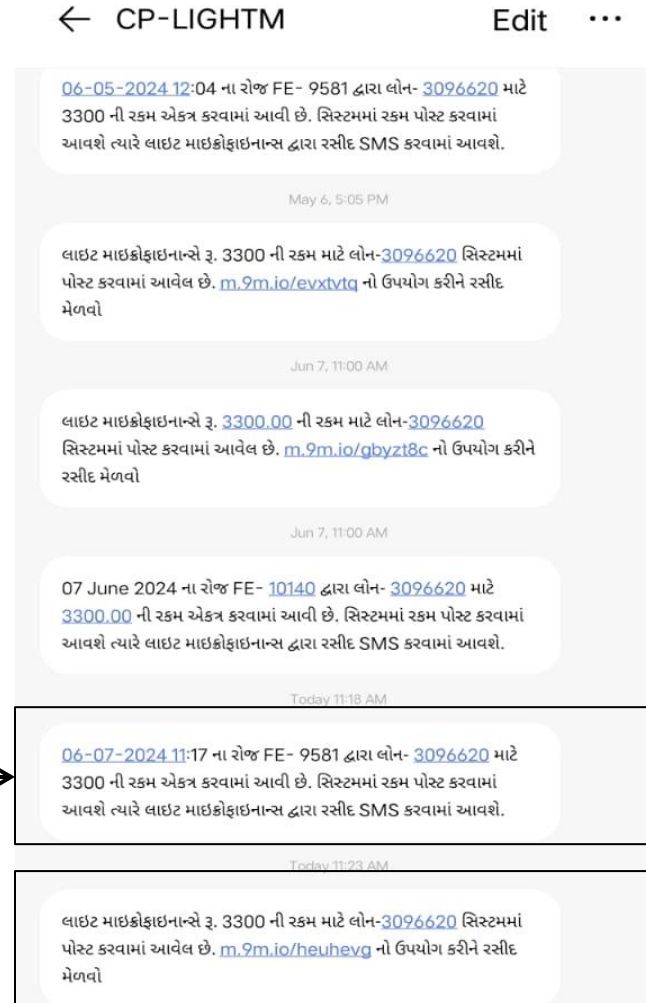 ← CP-LIGHTM Edit ...
06-05-2024 12:04 ના રોજ FE- 9581 દ્વારા લોન- 3096620 માટે
3300 ની રકમ એકત્ર કરવામાં આવી છે. સિસ્ટમમાં રકમ પોસ્ટ કરવામાં
આવશે ત્યારે લાઇટ માઇક્રોફાઇનાન્સ દ્વારા રસીદ SMS કરવામાં આવશે.
May 6, 5:05 PM
લાઇટ માઇક્રોફાઇનાન્સે રૂ. 3300 ની રકમ માટે લોન-3096620 સિસ્ટમમાં
પોસ્ટ કરવામાં આવેલ છે. m.9m.io/evxtvtq નો ઉપયોગ કરીને રસીદ
મેળવો
Jun 7, 11:00 AM
લાઇટ માઇક્રોફાઇનાન્સે રૂ. 3300.00 ની રકમ માટે લોન-3096620
સિસ્ટમમાં પોસ્ટ કરવામાં આવેલ છે. m.9m.io/gbyzt8c નો ઉપયોગ કરીને
રસીદ મેળવો
Jun 7, 11:00 AM
07 June 2024 ના રોજ FE- 10140 દ્વારા લોન- 3096620 માટે
3300.00 ની રકમ એકત્ર કરવામાં આવી છે. સિસ્ટમમાં રકમ પોસ્ટ કરવામાં
આવશે ત્યારે લાઇટ માઇક્રોફાઇનાન્સ દ્વારા રસીદ SMS કરવામાં આવશે.
Today 11:18 AM
06-07-2024 11:17 ના રોજ FE- 9581 દ્વારા લોન- 3096620 માટે
3300 ની રકમ એકત્ર કરવામાં આવી છે. સિસ્ટમમાં રકમ પોસ્ટ કરવામાં
આવશે ત્યારે લાઇટ માઇક્રોફાઇનાન્સ દ્વારા રસીદ SMS કરવામાં આવશે.
Today 11:23 AM
લાઇટ માઇક્રોફાઇનાન્સે રૂ. 3300 ની રકમ માટે લોન-3096620 સિસ્ટમમાં
પોસ્ટ કરવામાં આવેલ છે. m.9m.io/heuhevg નો ઉપયોગ કરીને રસીદ
મેળવો